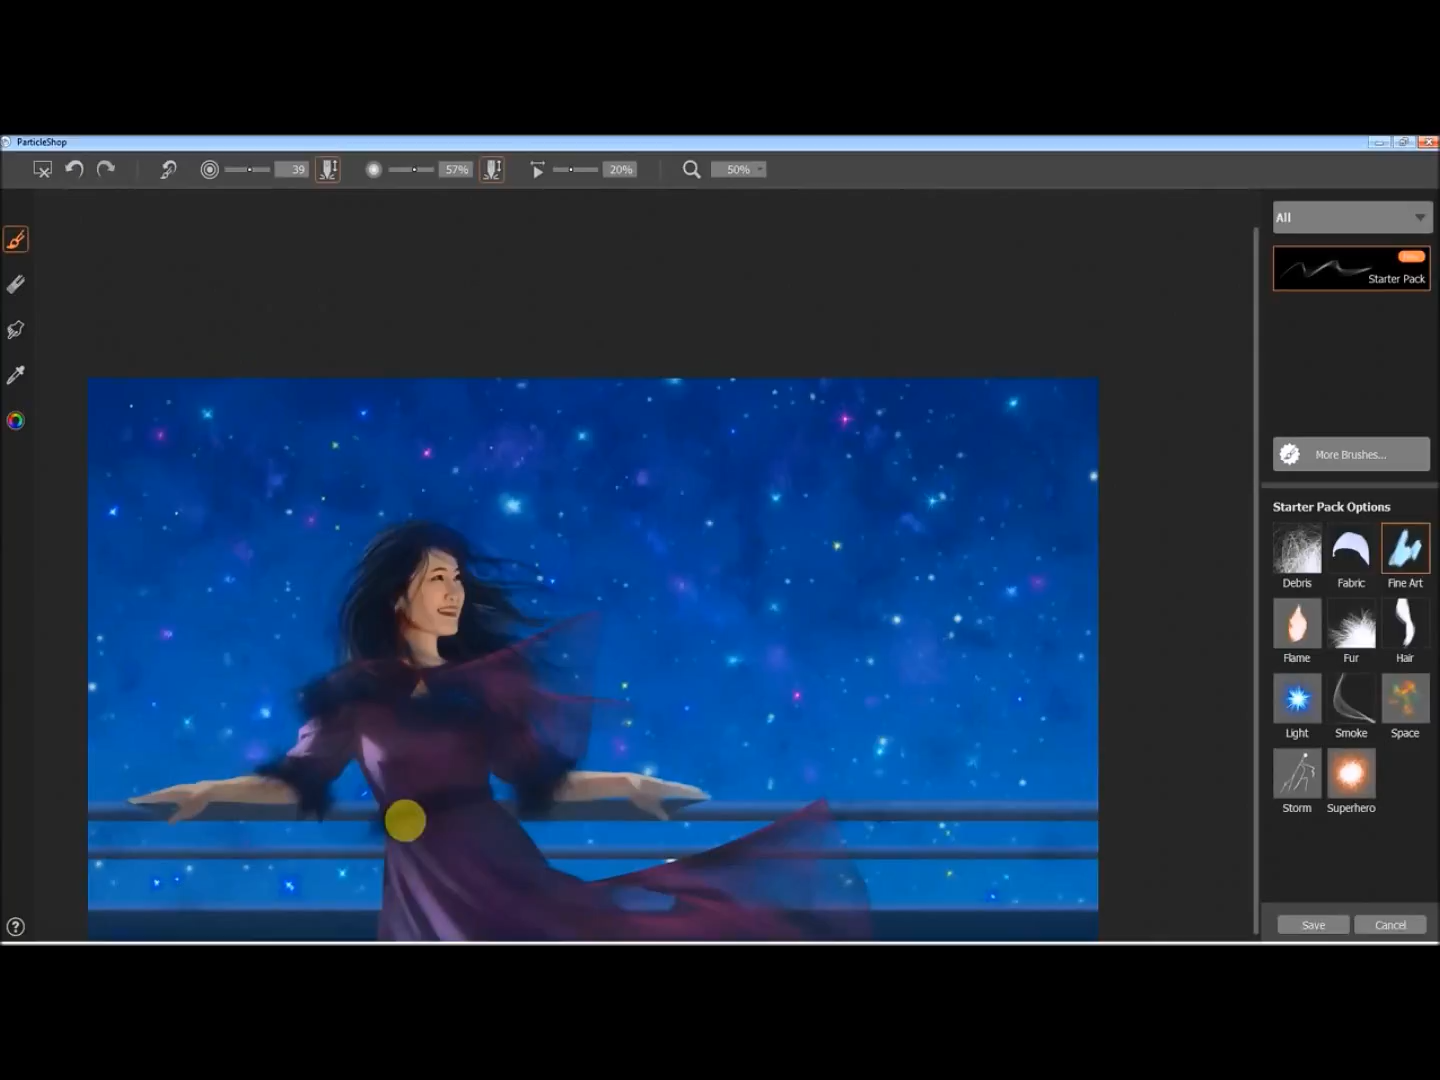 ParticleShop
39
57%
20%
50%
All
Starter Pack
More Brushes...
Starter Pack Options
Debris
Fabric
Fine Art
Flame
Fur
Hair
Light
Smoke
Space
Storm
Superhero
Save
Cancel